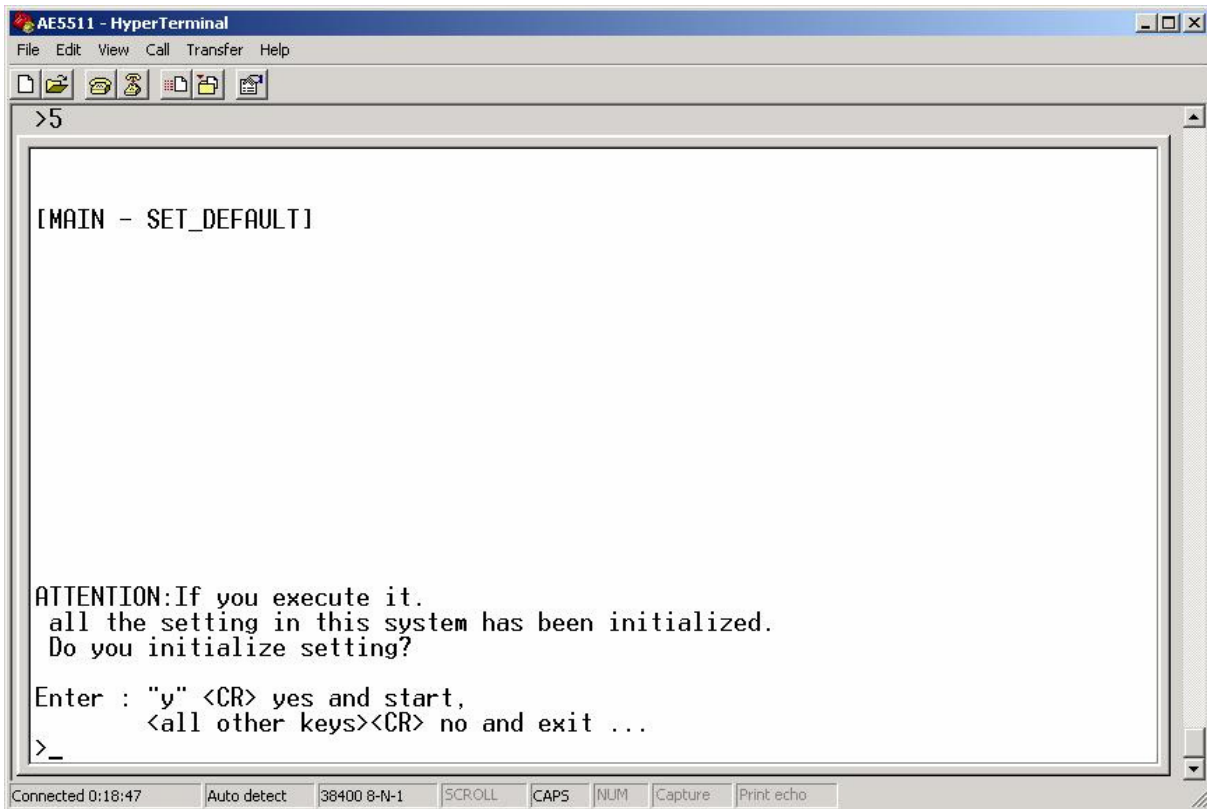 AE5511 - HyperTerminal
File Edit View Call Transfer Help
>5
[MAIN - SET_DEFAULT]
ATTENTION:If you execute it.
all the setting in this system has been initialized.
Do you initialize setting?
Enter : "y" <CR> yes and start,
<all other keys><CR> no and exit ...
>_
Connected 0:18:47 Auto detect 38400 8-N-1 SCROLL CAPS NUM Capture Print echo